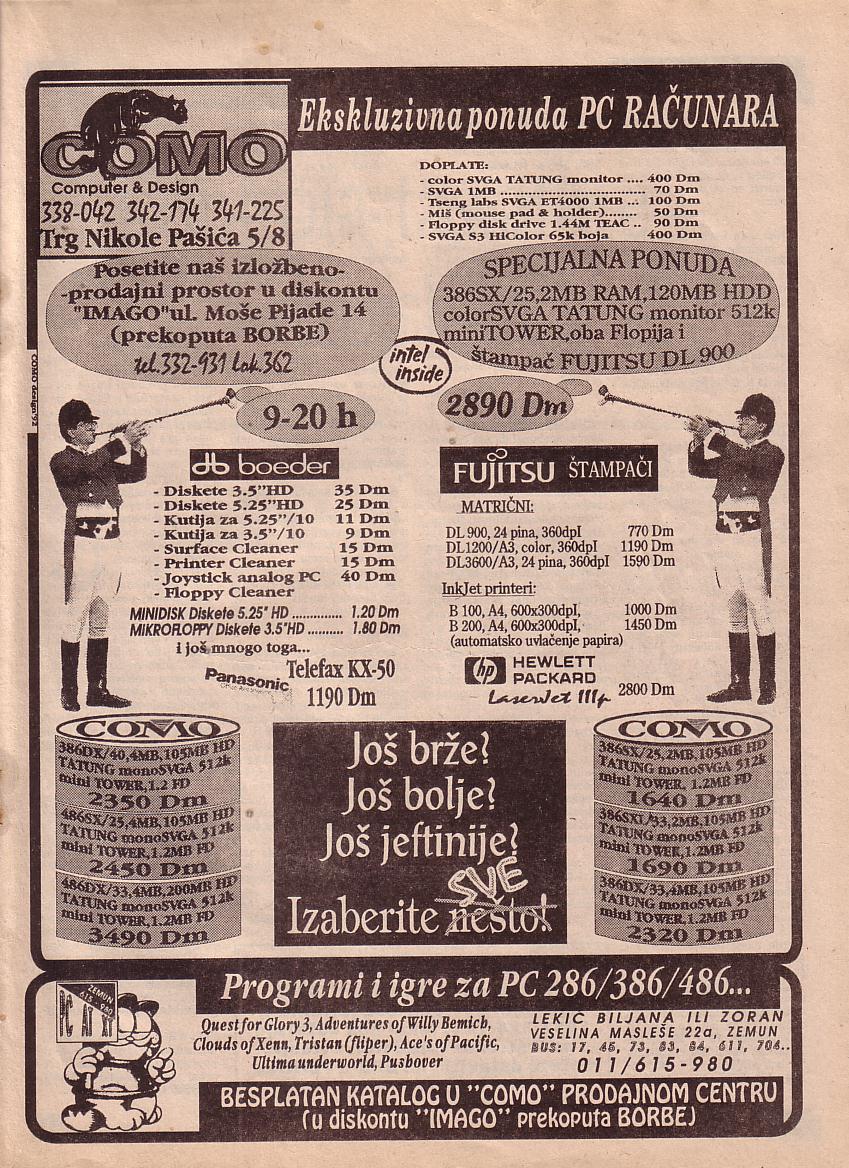 COMO
Computer & Design
338-042 342-174 341-225
Trg Nikole Pašića 5/8
Ekskluzivna ponuda PC RAČUNARA
DOPLATE:
- color SVGA TATUNG monitor .... 400 Dm
- SVGA 1MB .................................... 70 Dm
- Tseng labs SVGA ET4000 1MB ... 100 Dm
- Miš (mouse pad & holder)........ 50 Dm
- Floppy disk drive 1.44M TEAC .. 90 Dm
- SVGA S3 HiColor 65k boja 400 Dm
Posetite naš izložbeno-
-prodajni prostor u diskontu
"IMAGO"ul. Moše Pijade 14
(prekoputa BORBE)
tel.332-931 lok.362
SPECIJALNA PONUDA
386SX/25,2MB RAM,120MB HDD
colorSVGA TATUNG monitor 512k
miniTOWER,oba Flopija i
štampač FUJITSU DL 900
intel
inside
9-20 h
2890 Dm
COMO design'92
boeder
- Diskete 3.5"HD 35 Dm
- Diskete 5.25"HD 25 Dm
- Kutija za 5.25"/10 11 Dm
- Kutija za 3.5"/10 9 Dm
- Surface Cleaner 15 Dm
- Printer Cleaner 15 Dm
- Joystick analog PC 40 Dm
- Floppy Cleaner
MINIDISK Diskete 5.25" HD .............. 1.20 Dm
MIKROFLOPPY Diskete 3.5"HD .......... 1.80 Dm
i još mnogo toga...
Panasonic
Telefax KX-50
1190 Dm
FUJITSU ŠTAMPAČI
MATRIČNI:
DL 900, 24 pina, 360dpI 770 Dm
DL1200/A3, color, 360dpI 1190 Dm
DL3600/A3, 24 pina, 360dpI 1590 Dm
InkJet printeri:
B 100, A4, 600x300dpI, 1000 Dm
B 200, A4, 600x300dpI, 1450 Dm
(automatsko uvlačenje papira)
hp HEWLETT
PACKARD
LaserJet IIIp 2800 Dm
COMO
386DX/40,4MB,105MB HD
TATUNG monoSVGA 512k
mini TOWER,1.2 FD
2350 Dm
486SX/25,4MB,105MB HD
TATUNG monoSVGA 512k
mini TOWER,1.2MB FD
2450 Dm
486DX/33,4MB,200MB HD
TATUNG monoSVGA 512k
mini TOWER,1.2MB FD
3490 Dm
Još brže?
Još bolje?
Još jeftinije?
SVE
Izaberite nešto!
COMO
386SX/25,2MB,105MB HD
TATUNG monoSVGA 512k
mini TOWER, 1.2MB FD
1640 Dm
386SX1/33,2MB,105MB HD
TATUNG monoSVGA 512k
mini TOWER,1.2MB FD
1690 Dm
386DX/33,4MB,105MB HD
TATUNG monoSVGA 512k
mini TOWER,1.2MB FD
2320 Dm
ZEMUN
615-980
PC
Programi i igre za PC 286/386/486...
Quest for Glory 3, Adventures of Willy Bemich,
Clouds of Xenn, Tristan (fliper), Ace's of Pacific,
Ultima underworld, Pushover
LEKIC BILJANA ILI ZORAN
VESELINA MASLEŠE 22a, ZEMUN
BUS: 17, 45, 73, 83, 84, 611, 704..
011/615-980
BESPLATAN KATALOG U "COMO" PRODAJNOM CENTRU
(u diskontu "IMAGO" prekoputa BORBE)